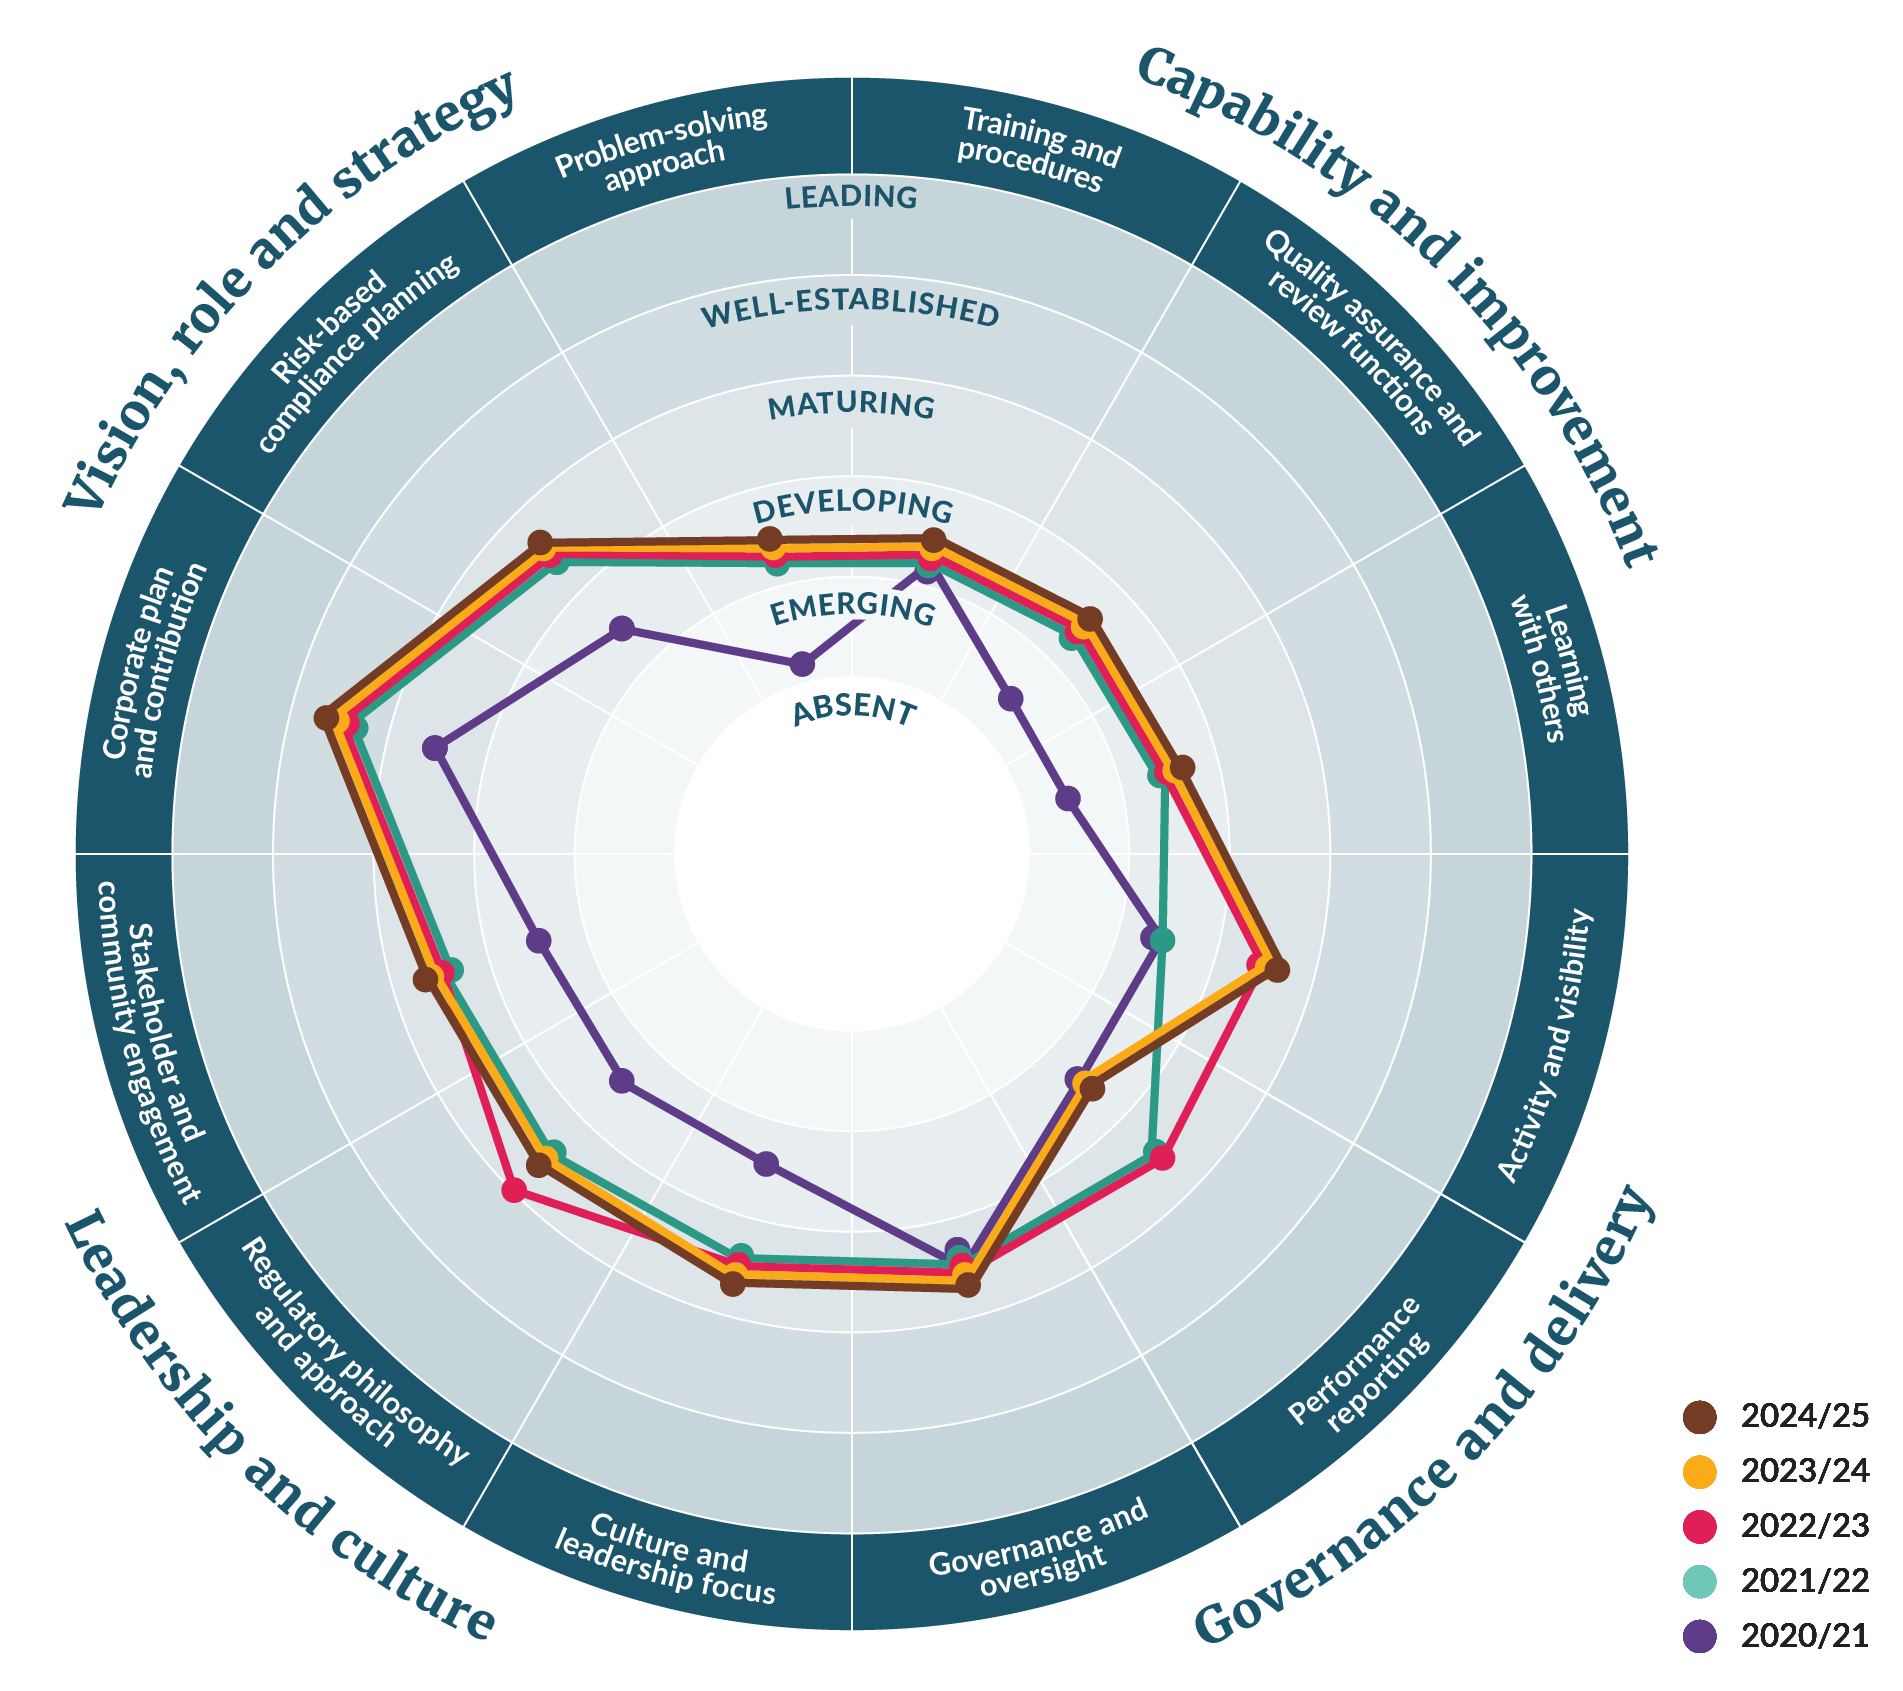 Vision, role and strategy
Capability and improvement
Problem-solving
approach
Training and
procedures
Risk-based
compliance planning
Quality assurance and
review functions
Corporate plan
and contribution
Learning
with others
LEADING
WELL-ESTABLISHED
MATURING
DEVELOPING
EMERGING
ABSENT
Stakeholder and
community engagement
Activity and visibility
Regulatory philosophy
and approach
Performance
reporting
Culture and
leadership focus
Governance and
oversight
Leadership and culture
Governance and delivery
2024/25
2023/24
2022/23
2021/22
2020/21